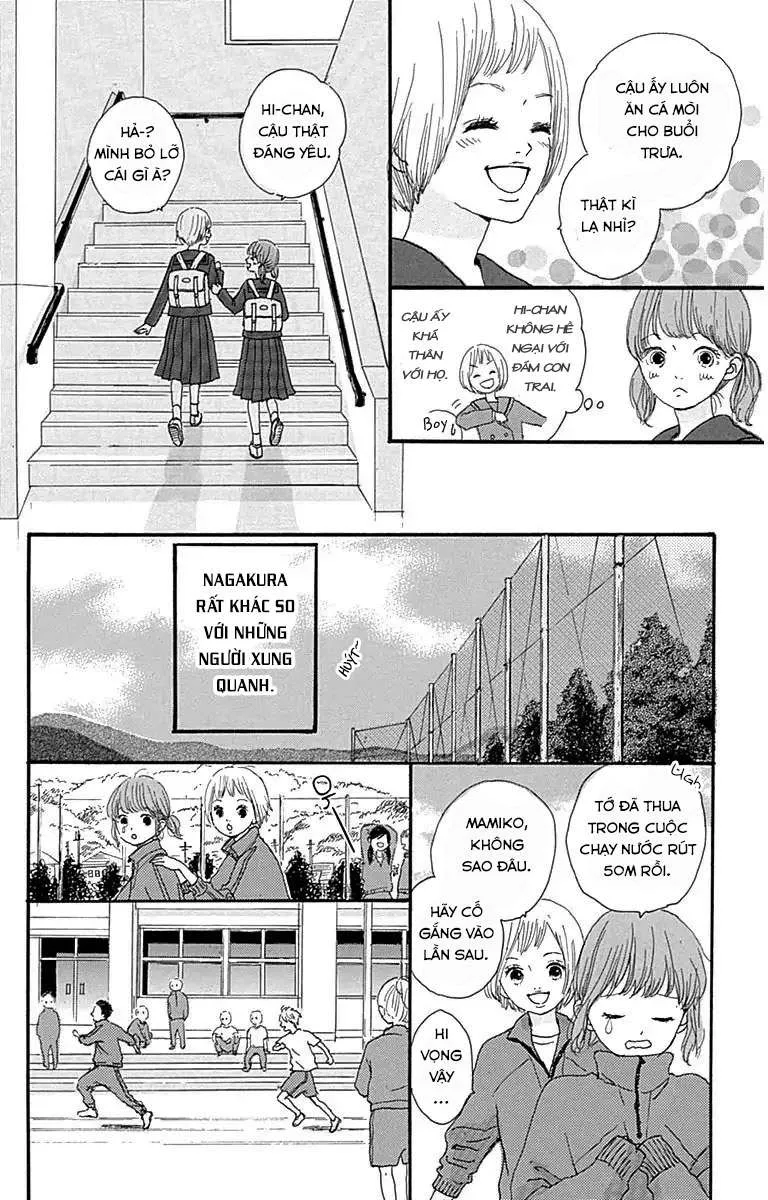 CẬU ẤY LUÔN
ĂN CÁ MÒI
CHO BUỔI
TRƯA.
THẬT KÌ
LẠ NHỈ?
HI-CHAN
KHÔNG HỀ
NGẠI VỚI
ĐÁM CON
TRAI.
CẬU ẤY
KHÁ
THÂN
VỚI HỌ.
BOY
HI-CHAN,
CẬU THẬT
ĐÁNG YÊU.
HẢ-?
MÌNH BỎ LỠ
CÁI GÌ À?
NAGAKURA
RẤT KHÁC SO
VỚI NHỮNG
NGƯỜI XUNG
QUANH.
HUÝT~
UGH
TỚ ĐÃ THUA
TRONG CUỘC
CHẠY NƯỚC RÚT
50M RỒI.
MAMIKO,
KHÔNG
SAO ĐÂU.
HÃY CỐ
GẮNG VÀO
LẦN SAU.
HI
VỌNG
VẬY
...